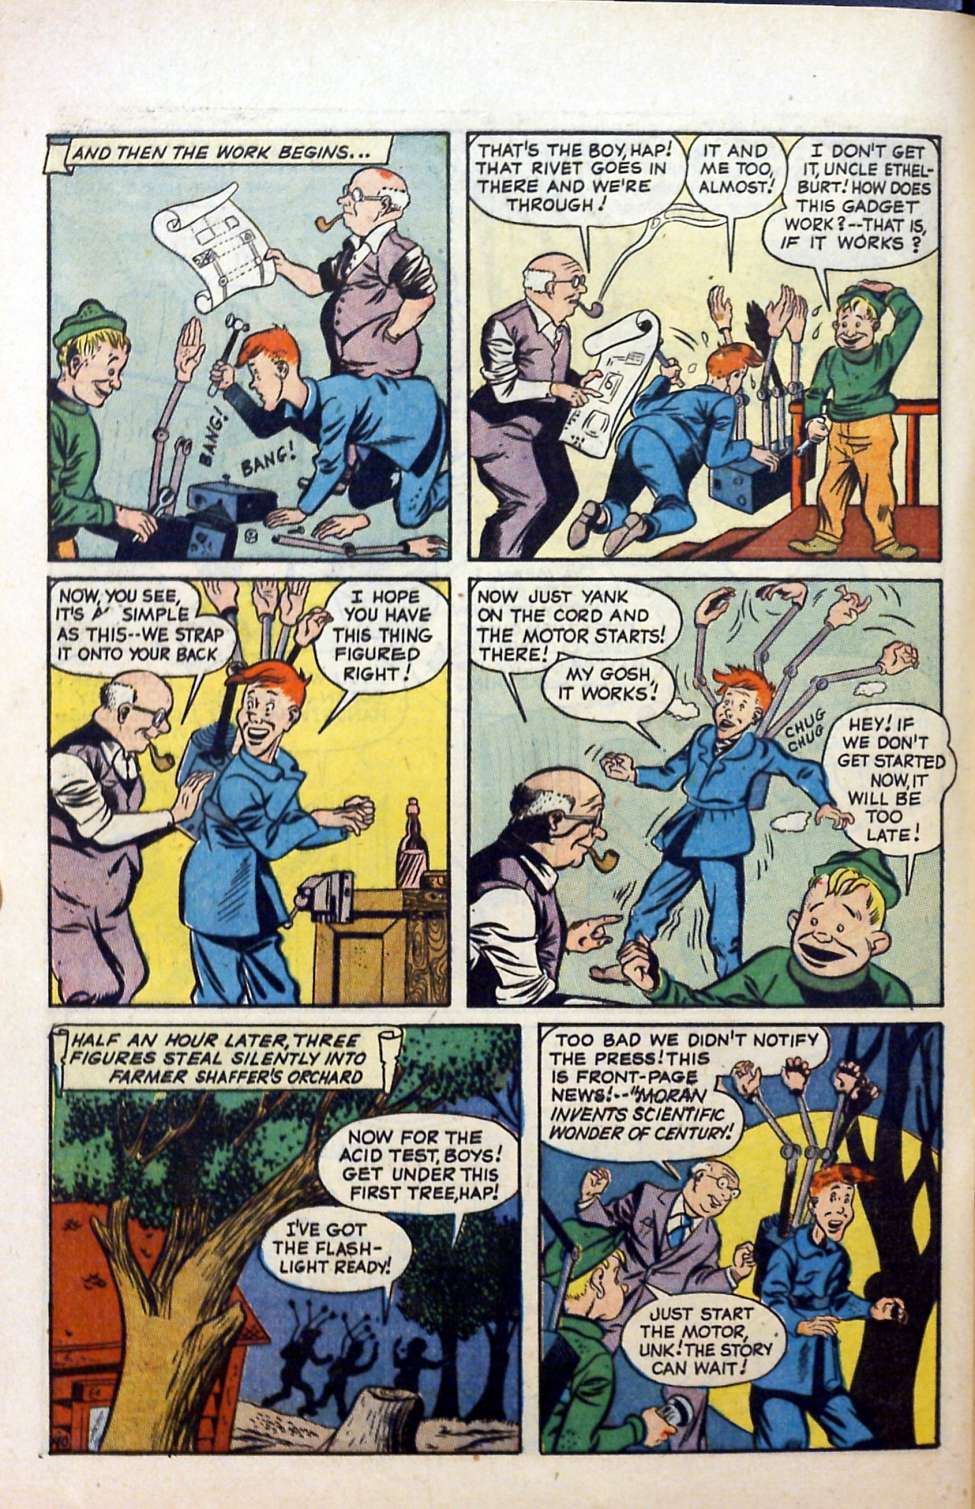 AND THEN THE WORK BEGINS...
BANG!
BANG!
THAT'S THE BOY, HAP!
THAT RIVET GOES IN
THERE AND WE'RE
THROUGH!
IT AND
ME TOO,
ALMOST!
I DON'T GET
IT, UNCLE ETHEL-
BURT! HOW DOES
THIS GADGET
WORK?--THAT IS,
IF IT WORKS?
NOW, YOU SEE,
IT'S A SIMPLE
AS THIS--WE STRAP
IT ONTO YOUR BACK
I HOPE
YOU HAVE
THIS THING
FIGURED
RIGHT!
NOW JUST YANK
ON THE CORD AND
THE MOTOR STARTS!
THERE!
MY GOSH,
IT WORKS!
CHUG
CHUG
HEY! IF
WE DON'T
GET STARTED
NOW, IT
WILL BE
TOO
LATE!
HALF AN HOUR LATER, THREE
FIGURES STEAL SILENTLY INTO
FARMER SHAFFER'S ORCHARD
NOW FOR THE
ACID TEST, BOYS!
GET UNDER THIS
FIRST TREE, HAP!
I'VE GOT
THE FLASH-
LIGHT READY!
TOO BAD WE DIDN'T NOTIFY
THE PRESS! THIS
IS FRONT-PAGE
NEWS!--"MORAN
INVENTS SCIENTIFIC
WONDER OF CENTURY!
JUST START
THE MOTOR,
UNK! THE STORY
CAN WAIT!